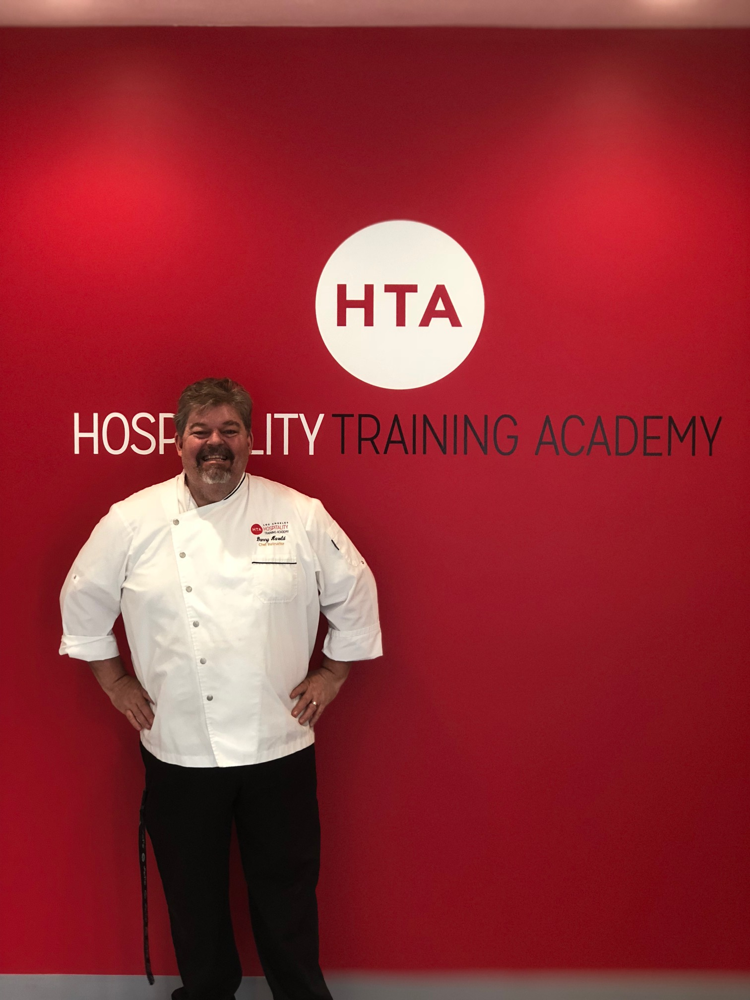 HTA
HOSP LITY TRAINING ACADEMY
LOS ANGELES
HTA HOSPITALITY
TRAINING ACADEMY
Danny Harold
Chef Instructor